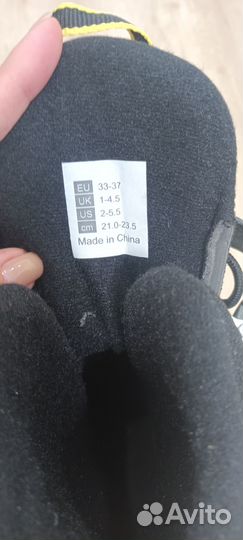 EU 33-37
UK 1-4.5
US 2-5.5
cm 21.0-23.5
Made in China
Avito